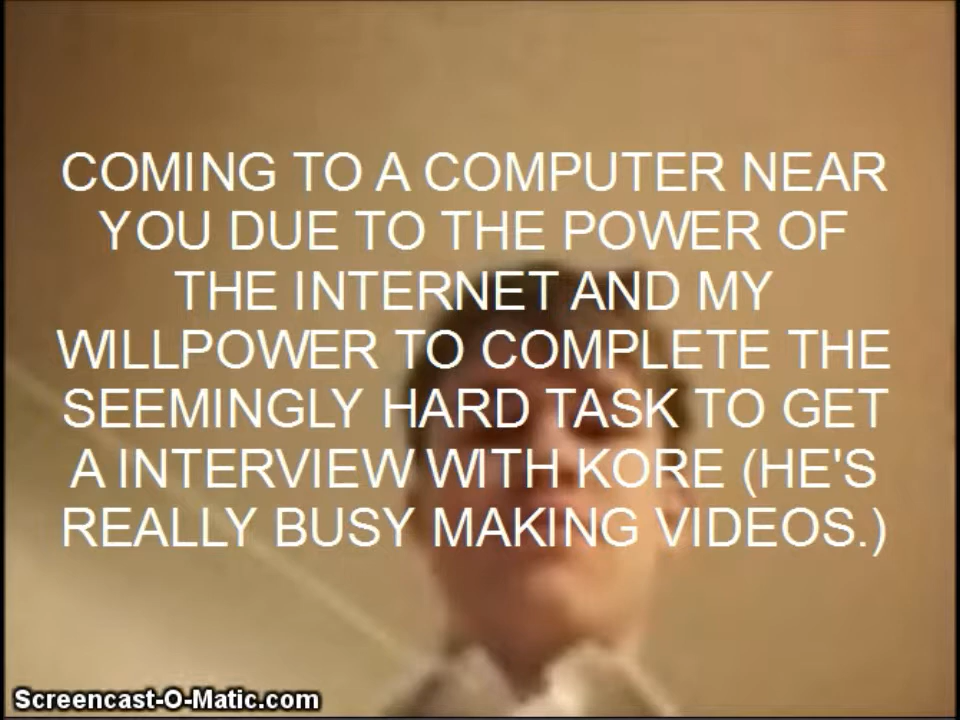 COMING TO A COMPUTER NEAR
YOU DUE TO THE POWER OF
THE INTERNET AND MY
WILLPOWER TO COMPLETE THE
SEEMINGLY HARD TASK TO GET
A INTERVIEW WITH KORE (HE'S
REALLY BUSY MAKING VIDEOS.)
Screencast-O-Matic.com